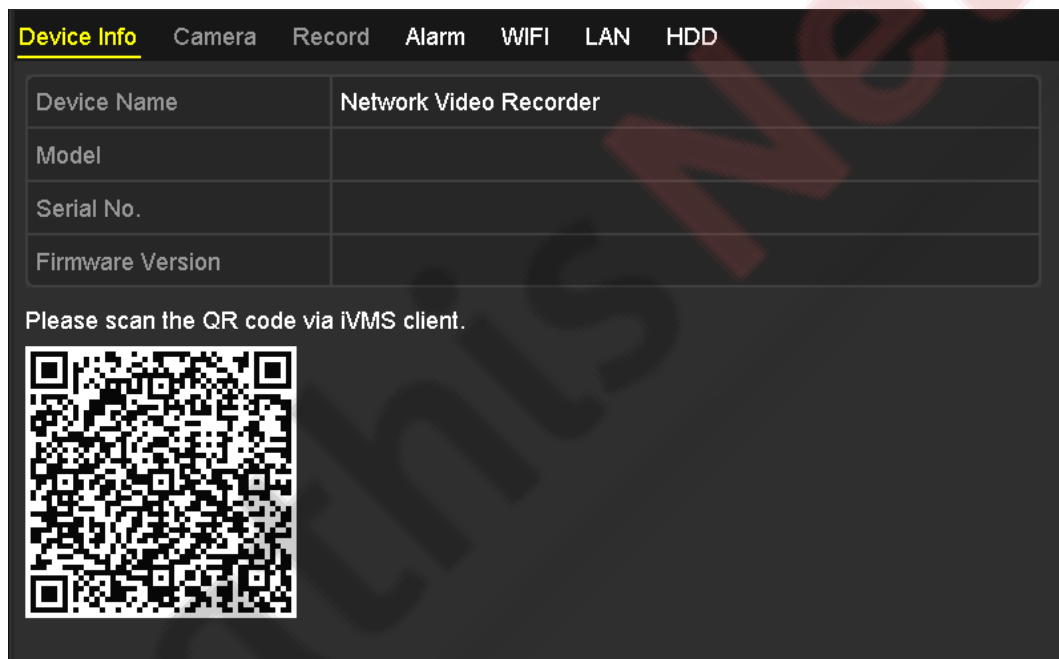 Device Info Camera Record Alarm WIFI LAN HDD
Device Name Network Video Recorder
Model
Serial No.
Firmware Version
Please scan the QR code via iVMS client.